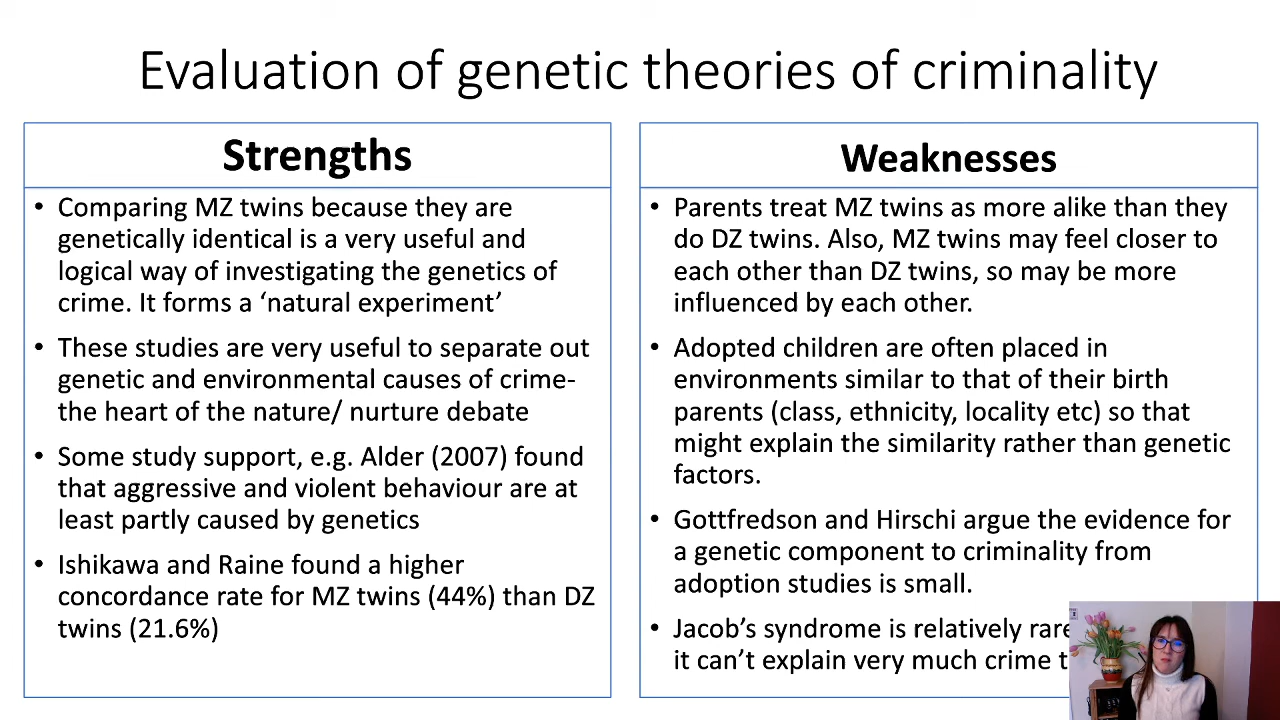 Evaluation of genetic theories of criminality
Strengths
• Comparing MZ twins because they are
genetically identical is a very useful and
logical way of investigating the genetics of
crime. It forms a ‘natural experiment’
• These studies are very useful to separate out
genetic and environmental causes of crime-
the heart of the nature/ nurture debate
• Some study support, e.g. Alder (2007) found
that aggressive and violent behaviour are at
least partly caused by genetics
• Ishikawa and Raine found a higher
concordance rate for MZ twins (44%) than DZ
twins (21.6%)
Weaknesses
• Parents treat MZ twins as more alike than they
do DZ twins. Also, MZ twins may feel closer to
each other than DZ twins, so may be more
influenced by each other.
• Adopted children are often placed in
environments similar to that of their birth
parents (class, ethnicity, locality etc) so that
might explain the similarity rather than genetic
factors.
• Gottfredson and Hirschi argue the evidence for
a genetic component to criminality from
adoption studies is small.
• Jacob’s syndrome is relatively rare
it can’t explain very much crime